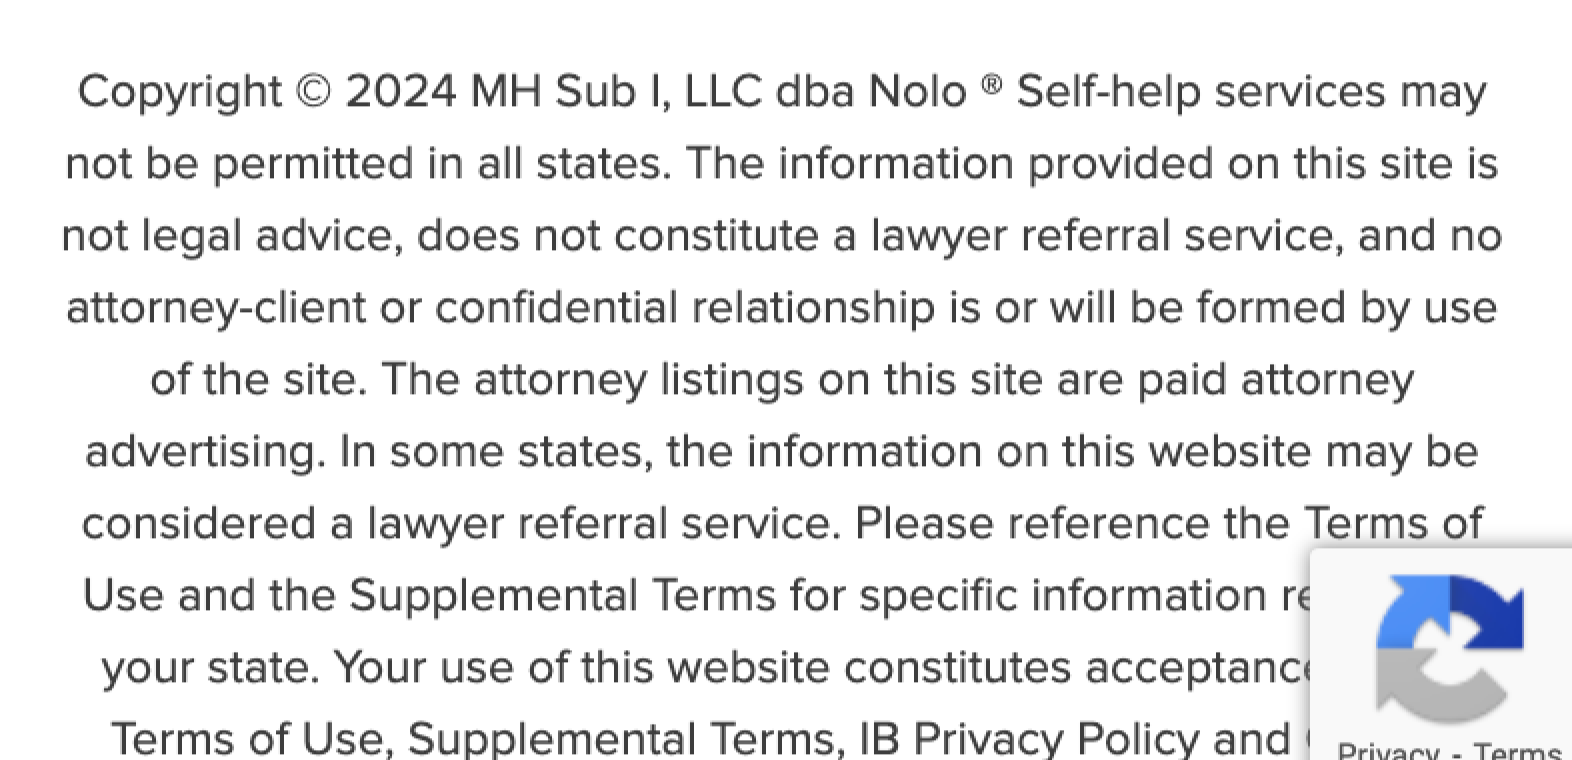 Copyright © 2024 MH Sub I, LLC dba Nolo ® Self-help services may
not be permitted in all states. The information provided on this site is
not legal advice, does not constitute a lawyer referral service, and no
attorney-client or confidential relationship is or will be formed by use
of the site. The attorney listings on this site are paid attorney
advertising. In some states, the information on this website may be
considered a lawyer referral service. Please reference the Terms of
Use and the Supplemental Terms for specific information
your state. Your use of this website constitutes
Terms of Use, Supplemental Terms, IB Privacy Policy and
Privacy - Terms